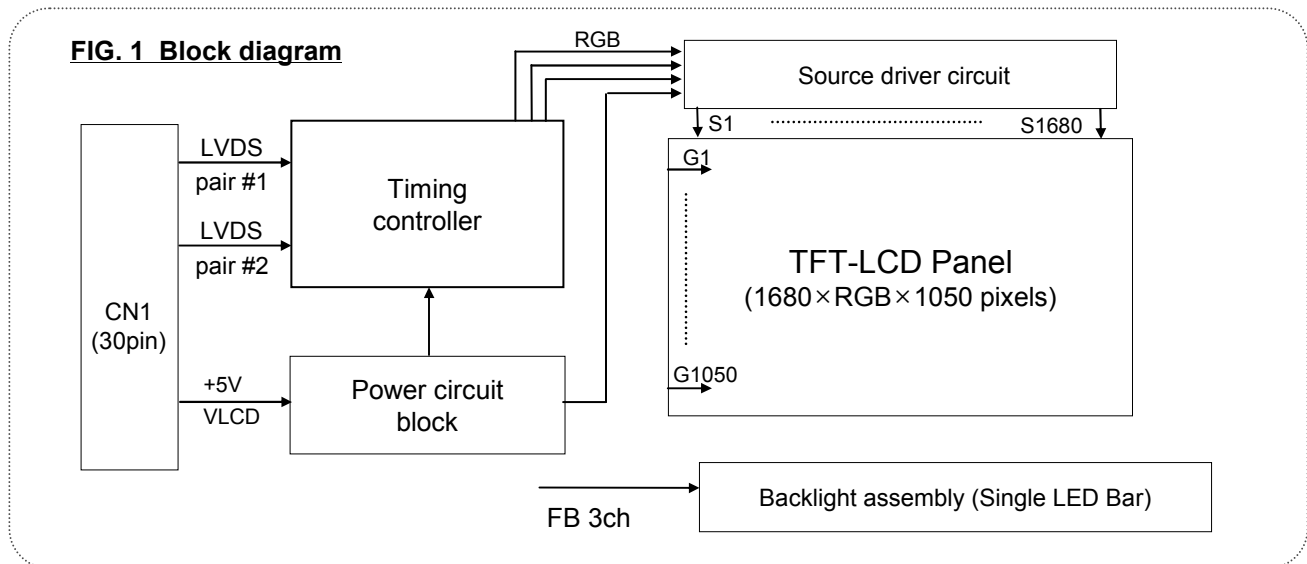 FIG. 1  Block diagram
RGB
Source driver circuit
S1
S1680
CN1
(30pin)
LVDS
pair #1
LVDS
pair #2
+5V
VLCD
Timing
controller
Power circuit
block
G1
TFT-LCD Panel
(1680×RGB×1050 pixels)
G1050
FB 3ch
Backlight assembly (Single LED Bar)